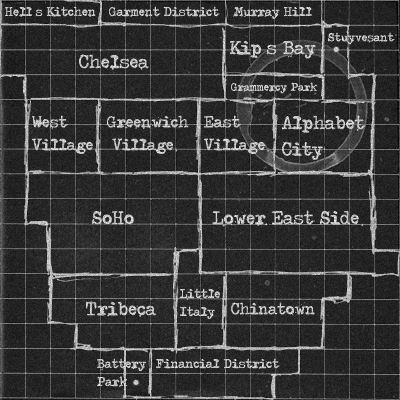 Hell's Kitchen
Garment District
Murray Hill
Stuyvesant
Kip s Bay
Chelsea
Grammercy Park
West
Village
Greenwich
Village
East
Village
Alphabet
City
SoHo
Lower East Side
Little
Italy
Tribeca
Chinatown
Battery
Park
Financial District